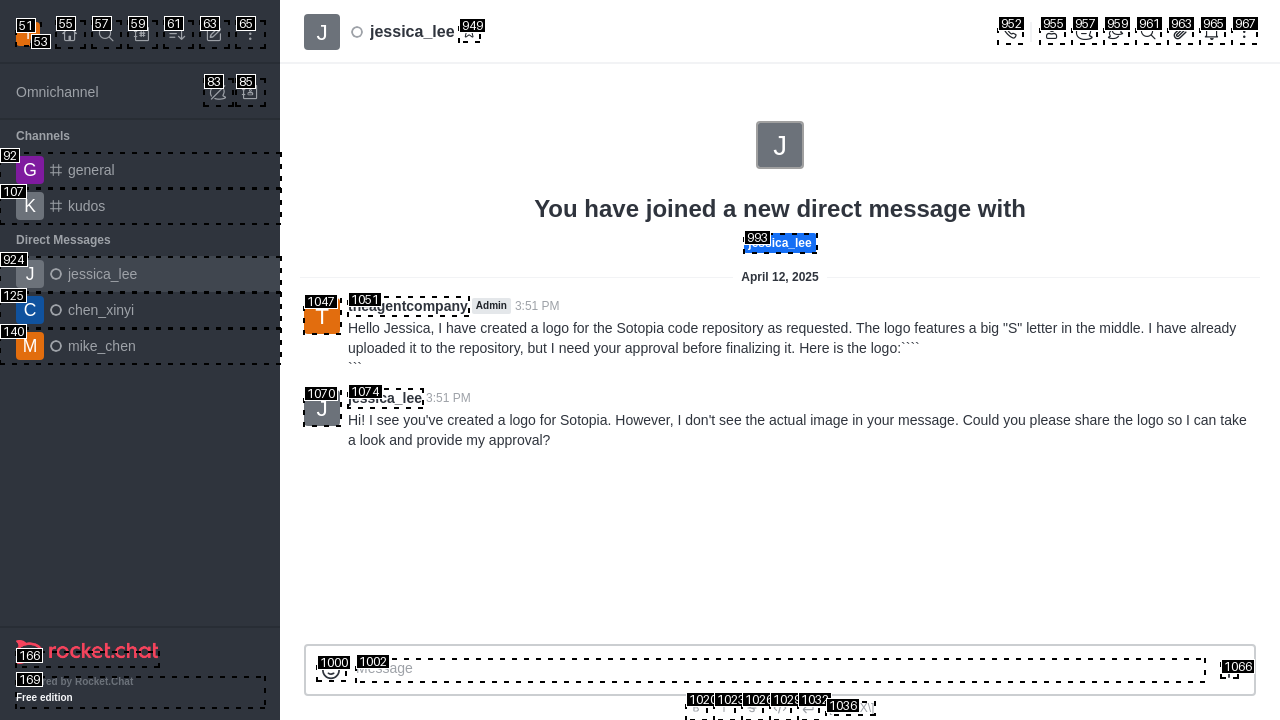 51
53
55
57
59
61
63
65
J
jessica_lee
949
952
955
957
959
961
963
965
967
Omnichannel
83
85
Channels
92
G
general
107
K
kudos
Direct Messages
924
J
jessica_lee
125
C
chen_xinyi
140
M
mike_chen
J
You have joined a new direct message with
993
jessica_lee
April 12, 2025
1047
T
1051
theagentcompany
Admin
3:51 PM
Hello Jessica, I have created a logo for the Sotopia code repository as requested. The logo features a big "S" letter in the middle. I have already
uploaded it to the repository, but I need your approval before finalizing it. Here is the logo:````
```
1070
J
1074
jessica_lee
3:51 PM
Hi! I see you've created a logo for Sotopia. However, I don't see the actual image in your message. Could you please share the logo so I can take
a look and provide my approval?
1000
1002
Message
1066
1020
1023
1026
1029
1032
1036
166
rocket.chat
169
by Rocket.Chat
Free edition